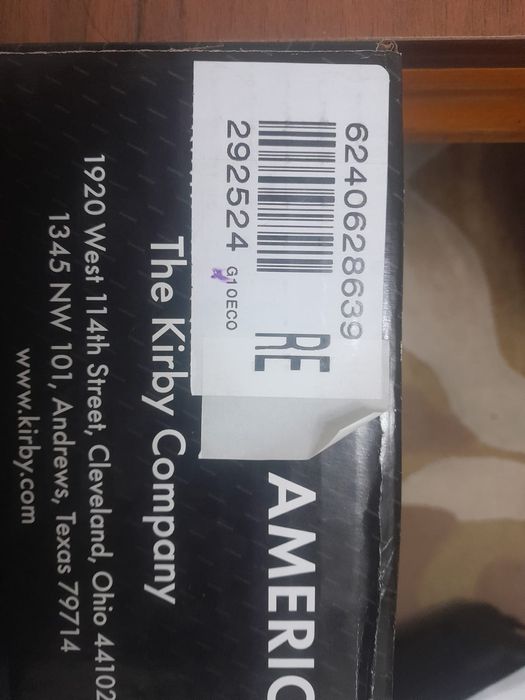 6240628639
292524 G10ECO
RE
AMERIC
The Kirby Company
1920 West 114th Street, Cleveland, Ohio 44102
1345 NW 101, Andrews, Texas 79714
www.kirby.com